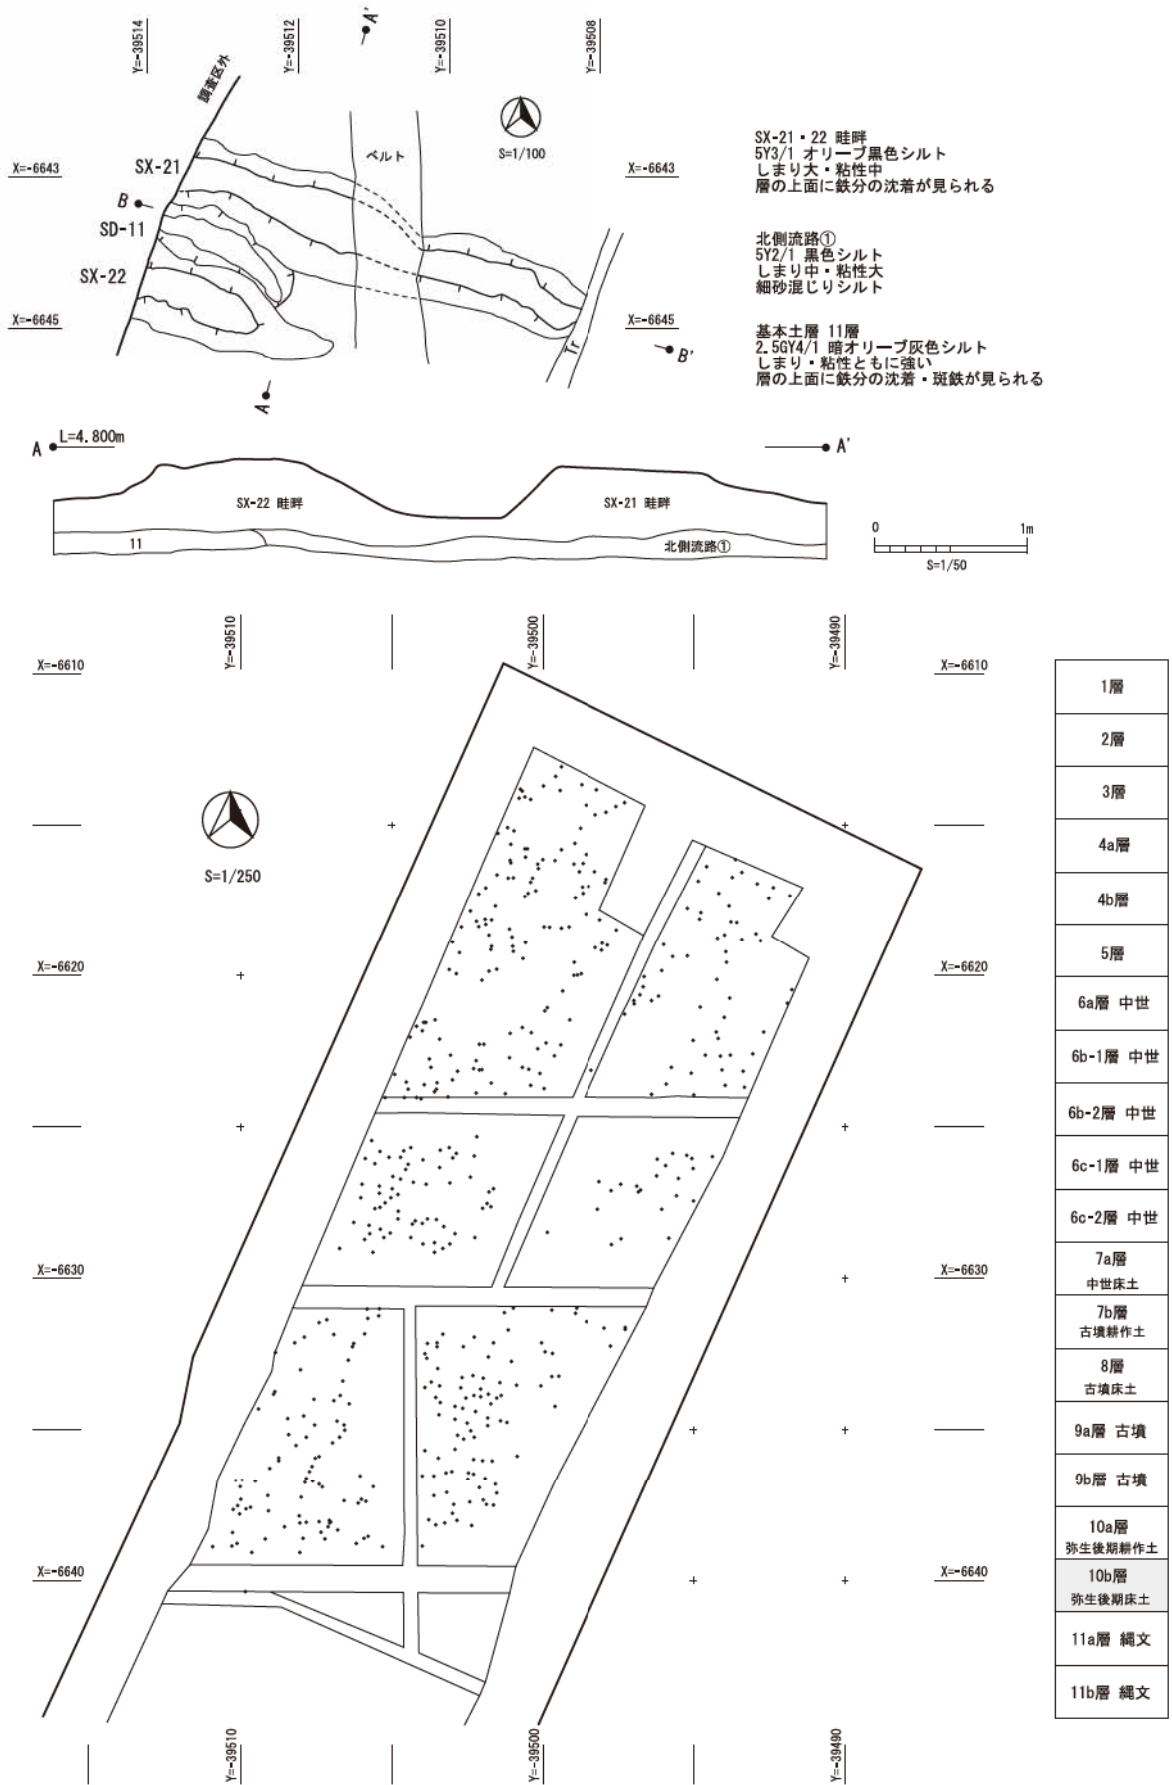 Y=-39514
Y=-39512
A'
Y=-39510
Y=-39508
調査区外
S=1/100
ベルト
X=-6643
SX-21
X=-6643
B
SD-11
SX-22
X=-6645
X=-6645
Tr
B'
A
SX-21・22 畦畔
5Y3/1 オリーブ黒色シルト
しまり大・粘性中
層の上面に鉄分の沈着が見られる
北側流路①
5Y2/1 黒色シルト
しまり中・粘性大
細砂混じりシルト
基本土層 11層
2.5GY4/1 暗オリーブ灰色シルト
しまり・粘性ともに強い
層の上面に鉄分の沈着・斑鉄が見られる
A L=4.800m
A'
SX-22 畦畔
SX-21 畦畔
11
北側流路①
0 1m
S=1/50
Y=-39510
Y=-39500
Y=-39490
X=-6610
X=-6610
S=1/250
X=-6620
X=-6620
X=-6630
X=-6630
X=-6640
X=-6640
Y=-39510
Y=-39500
Y=-39490
1層
2層
3層
4a層
4b層
5層
6a層 中世
6b-1層 中世
6b-2層 中世
6c-1層 中世
6c-2層 中世
7a層
中世床土
7b層
古墳耕作土
8層
古墳床土
9a層 古墳
9b層 古墳
10a層
弥生後期耕作土
10b層
弥生後期床土
11a層 縄文
11b層 縄文